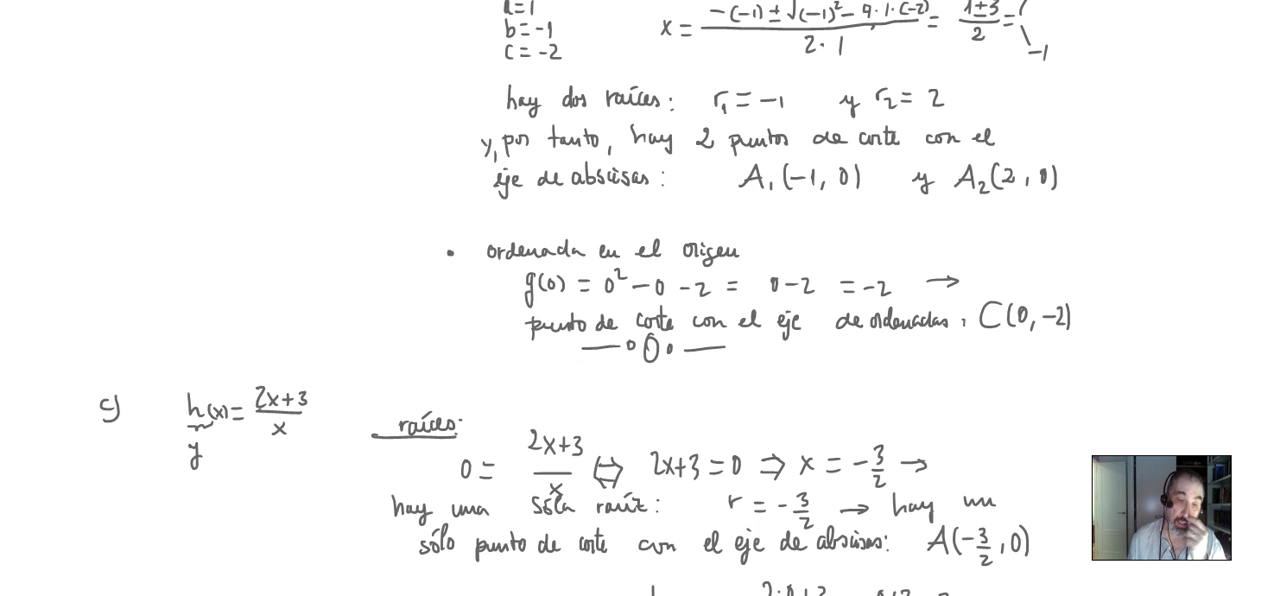 a=1
b=-1
c=-2
x = (-(-1) ± √((-1)² - 4·1·(-2))) / (2·1) = (1±3)/2 =
-1
hay dos raíces: r₁ = -1 y r₂ = 2
y, por tanto, hay 2 puntos de corte con el
eje de abscisas: A₁(-1, 0) y A₂(2, 0)
• ordenada en el origen
g(0) = 0² - 0 - 2 = 0-2 = -2 →
punto de corte con el eje de ordenadas: C(0, -2)
c) h(x) = (2x+3)/x
y
raíces:
0 = (2x+3)/x ⇔ 2x+3=0 ⇒ x = -3/2 →
hay una sóla raíz: r = -3/2 → hay un
sólo punto de corte con el eje de abscisas: A(-3/2, 0)